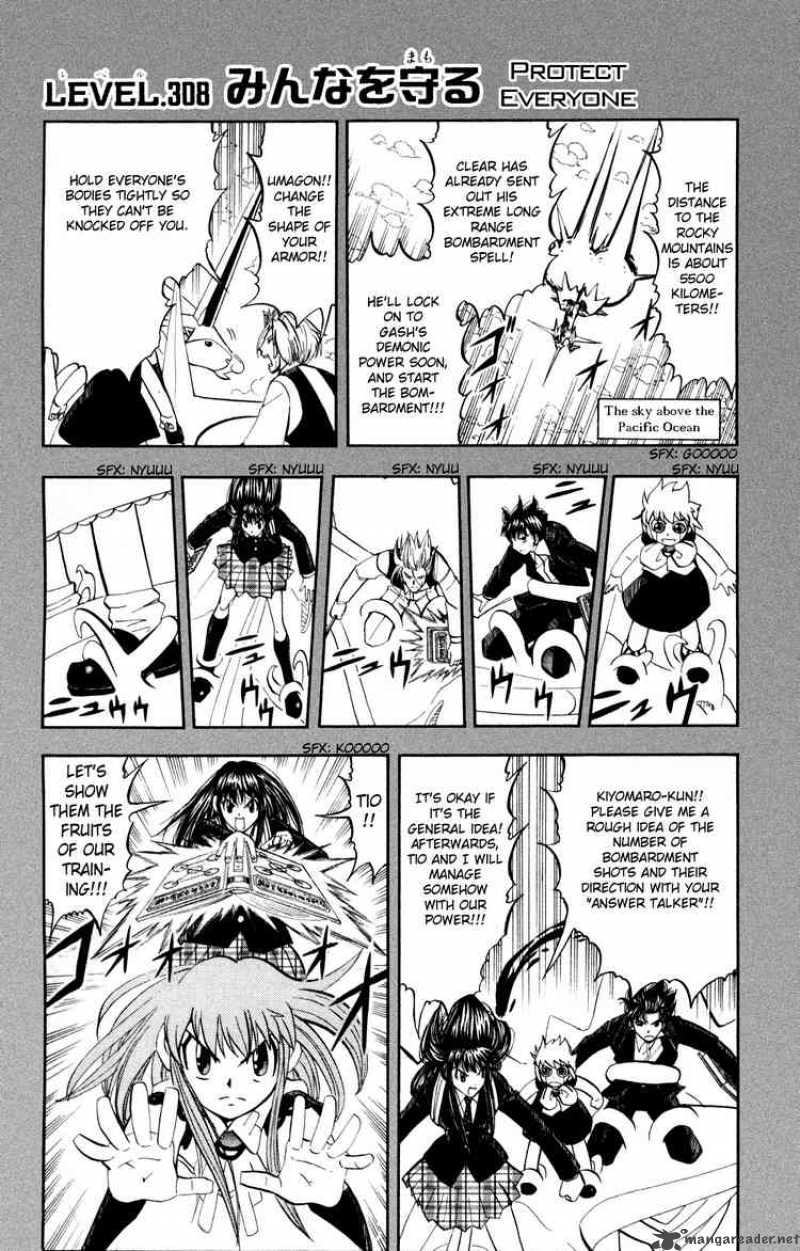 LEVEL.308 みんなを守る PROTECT
まも
EVERYONE
THE
DISTANCE
TO THE
ROCKY
MOUNTAINS
IS ABOUT
5500
KILOME-
TERS!!
CLEAR HAS
ALREADY SENT
OUT HIS
EXTREME LONG
RANGE
BOMBARDMENT
SPELL!
HE'LL LOCK
ON TO
GASH'S
DEMONIC
POWER SOON,
AND START
THE BOM-
BARDMENT!!!
The sky above the
Pacific Ocean
SFX: GOOOOO
UMAGON!!
CHANGE
THE
SHAPE OF
YOUR
ARMOR!!
HOLD EVERYONE'S
BODIES TIGHTLY SO
THEY CAN'T BE
KNOCKED OFF YOU.
SFX: NYUU
SFX: NYUUU
SFX: NYUU
SFX: NYUUU
SFX: NYUUU
ニュウ
KIYOMARO-KUN!!
PLEASE GIVE ME A
ROUGH IDEA OF THE
NUMBER OF
BOMBARDMENT
SHOTS AND THEIR
DIRECTION WITH YOUR
"ANSWER TALKER"!!
IT'S OKAY IF
IT'S THE
GENERAL IDEA!
AFTERWARDS,
TIO AND I WILL
MANAGE
SOMEHOW
WITH OUR
POWER!!!
SFX: KOOOOO
TIO
!!
LET'S
SHOW
THEM THE
FRUITS
OF OUR
TRAIN-
ING!!!
mangareader.net